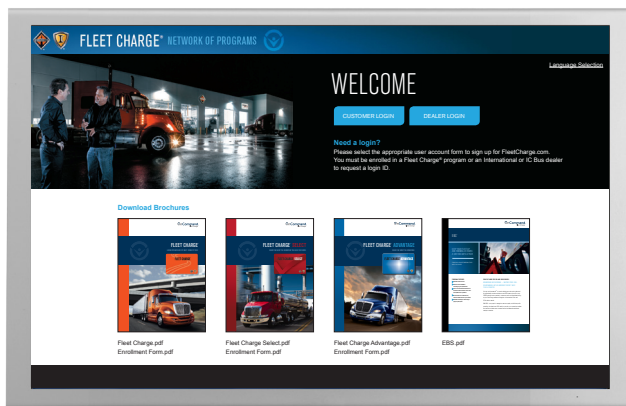 FLEET CHARGE® NETWORK OF PROGRAMS
Language Selection
WELCOME
CUSTOMER LOGIN DEALER LOGIN
Need a login?
Please select the appropriate user account form to sign up for FleetCharge.com.
You must be enrolled in a Fleet Charge® program or an International or IC Bus dealer
to request a login ID.
Download Brochures
OnCommand OnCommand OnCommand OnCommand
FLEET CHARGE FLEET CHARGE SELECT FLEET CHARGE ADVANTAGE
Fleet Charge.pdf Fleet Charge Select.pdf Fleet Charge Advantage.pdf EBS.pdf
Enrollment Form.pdf Enrollment Form.pdf Enrollment Form.pdf